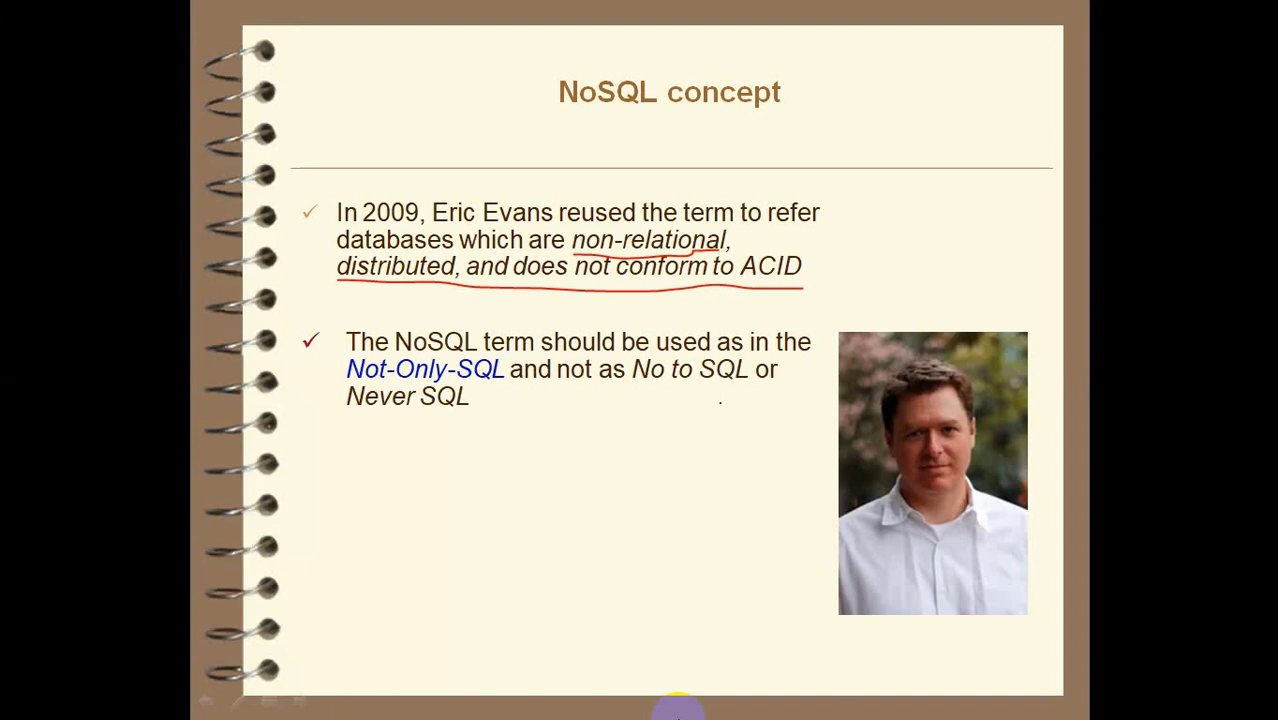 NoSQL concept
In 2009, Eric Evans reused the term to refer
databases which are non-relational,
distributed, and does not conform to ACID
The NoSQL term should be used as in the
Not-Only-SQL and not as No to SQL or
Never SQL